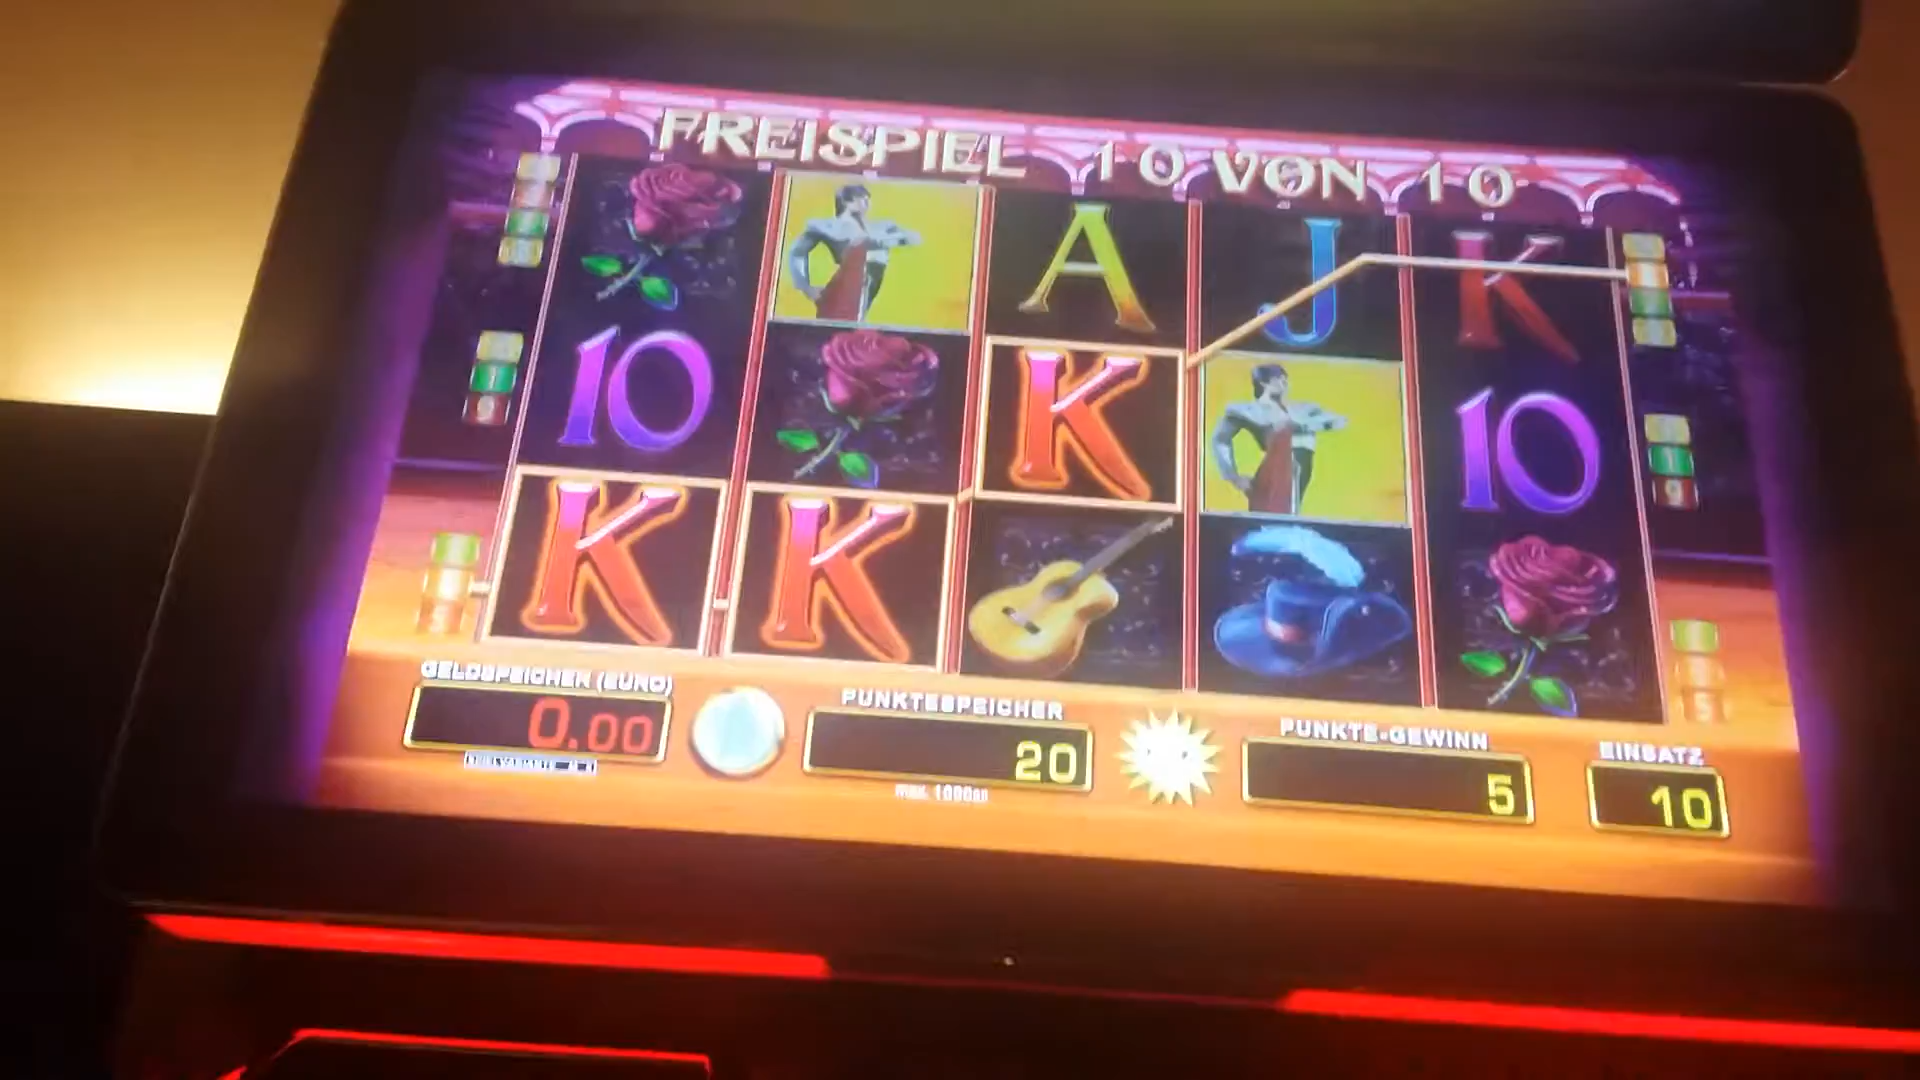 FREISPIEL 10 VON 10
A J K
10 K 10
K K
GELDSPEICHER (EURO) PUNKTESPEICHER PUNKTE-GEWINN EINSATZ
0.00 20 5 10